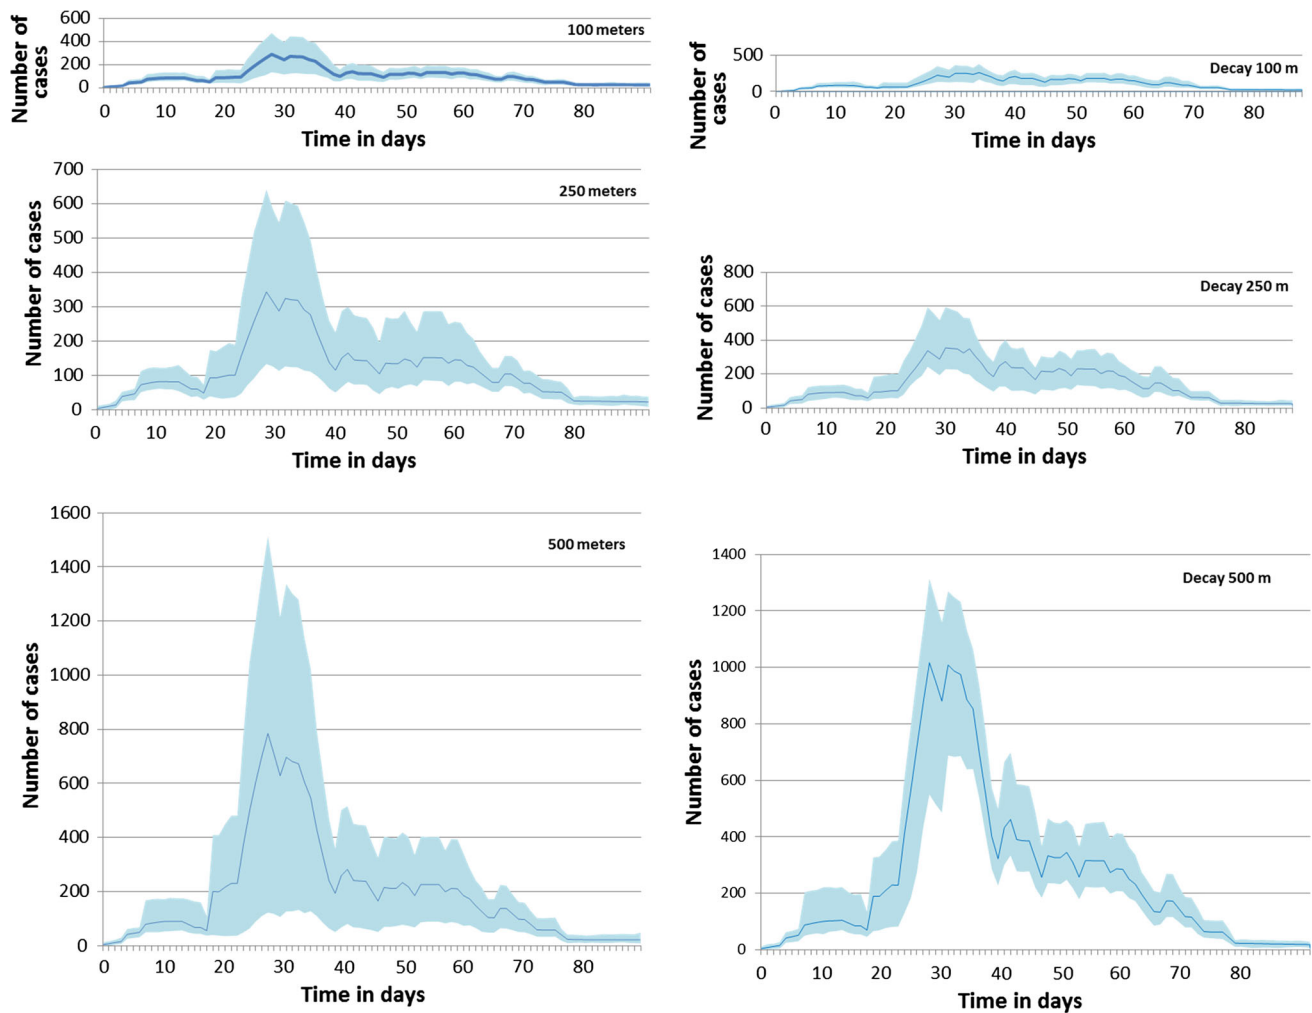 600
400
200
0
Number of
cases
100 meters
0 10 20 30 40 50 60 70 80
Time in days
500
0
Number of
cases
Decay 100 m
0 10 20 30 40 50 60 70 80
Time in days
700
600
500
400
300
200
100
0
Number of cases
250 meters
0 10 20 30 40 50 60 70 80
Time in days
800
600
400
200
0
Number of cases
Decay 250 m
0 10 20 30 40 50 60 70 80
Time in days
1600
1400
1200
1000
800
600
400
200
0
Number of cases
500 meters
0 10 20 30 40 50 60 70 80
Time in days
1400
1200
1000
800
600
400
200
0
Number of cases
Decay 500 m
0 10 20 30 40 50 60 70 80
Time in days